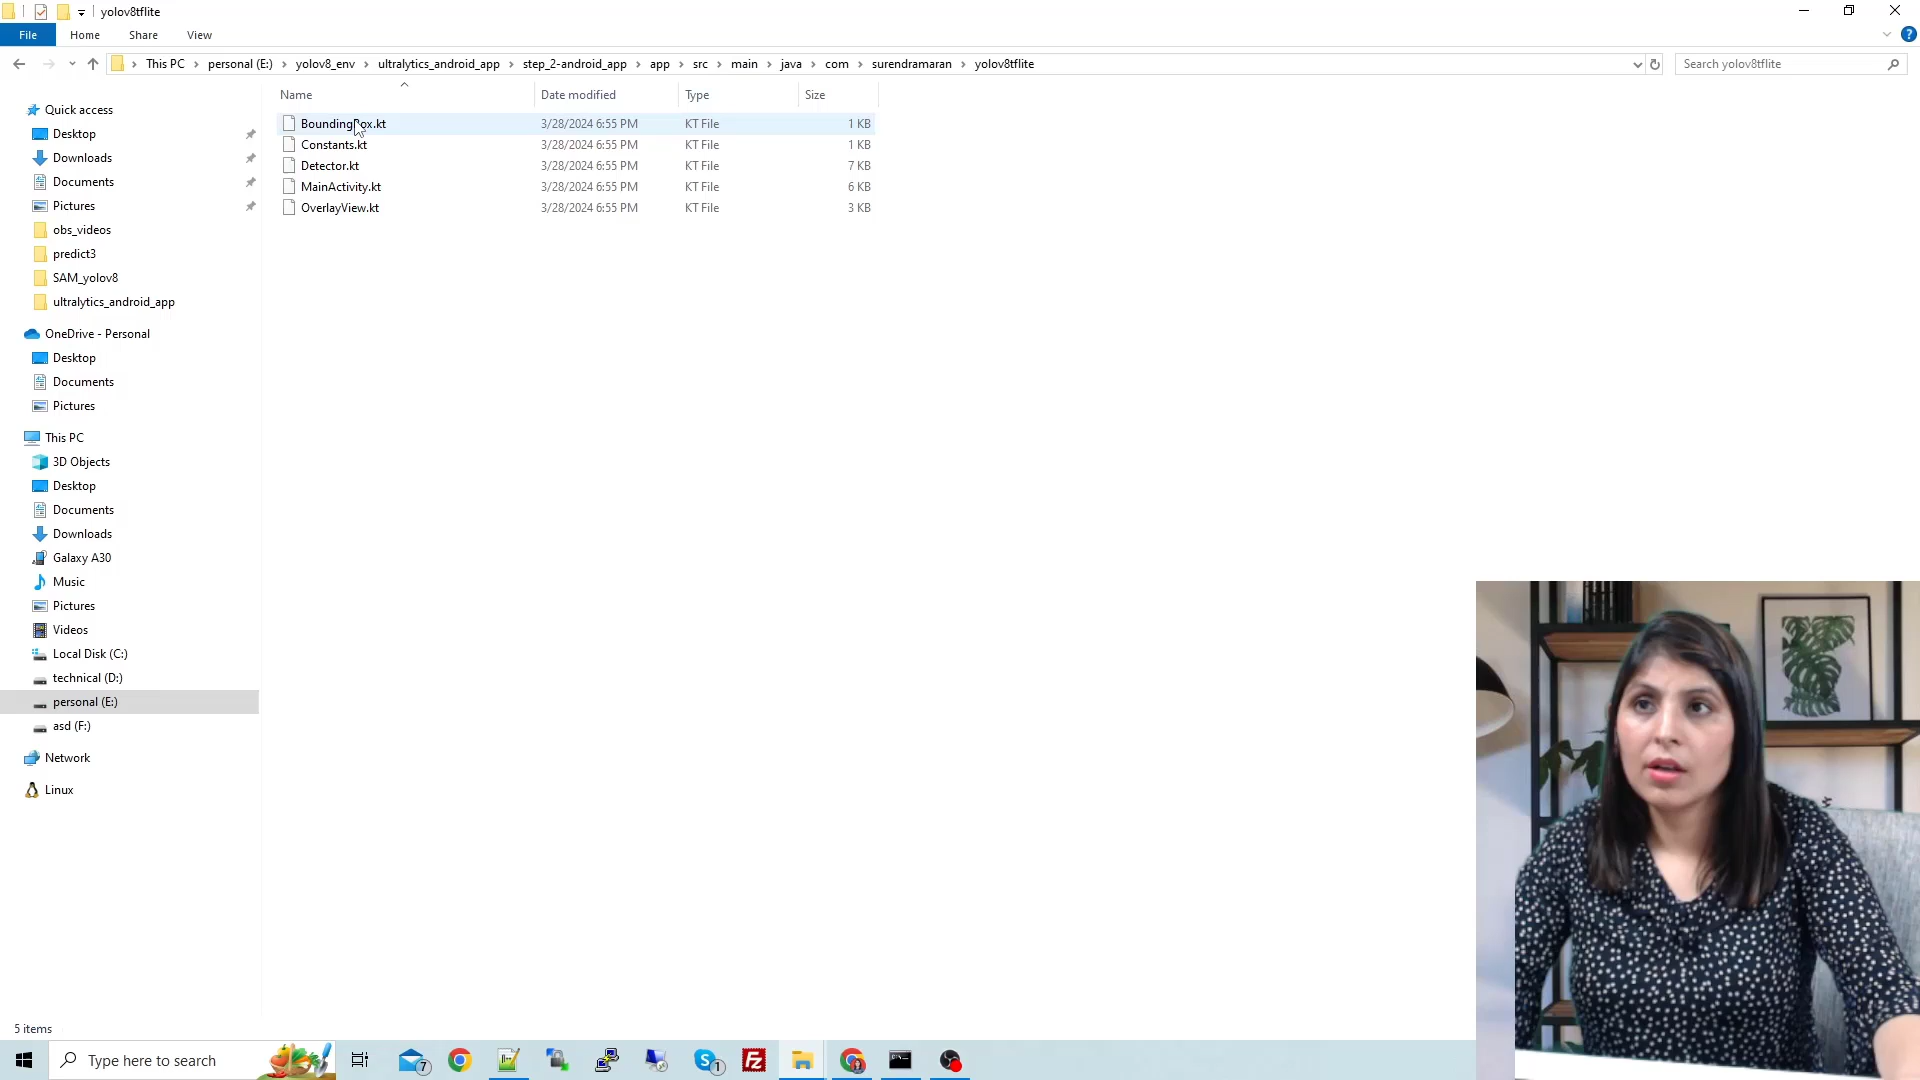 yolov8tflite
File Home Share View
This PC personal (E:) yolov8_env ultralytics_android_app step_2-android_app app src main java com surendramaran yolov8tflite
Search yolov8tflite
Name Date modified Type Size
BoundingBox.kt 3/28/2024 6:55 PM KT File 1 KB
Constants.kt 3/28/2024 6:55 PM KT File 1 KB
Detector.kt 3/28/2024 6:55 PM KT File 7 KB
MainActivity.kt 3/28/2024 6:55 PM KT File 6 KB
OverlayView.kt 3/28/2024 6:55 PM KT File 3 KB
Quick access
Desktop
Downloads
Documents
Pictures
obs_videos
predict3
SAM_yolov8
ultralytics_android_app
OneDrive - Personal
Desktop
Documents
Pictures
This PC
3D Objects
Desktop
Documents
Downloads
Galaxy A30
Music
Pictures
Videos
Local Disk (C:)
technical (D:)
personal (E:)
asd (F:)
Network
Linux
5 items
Type here to search
7
1